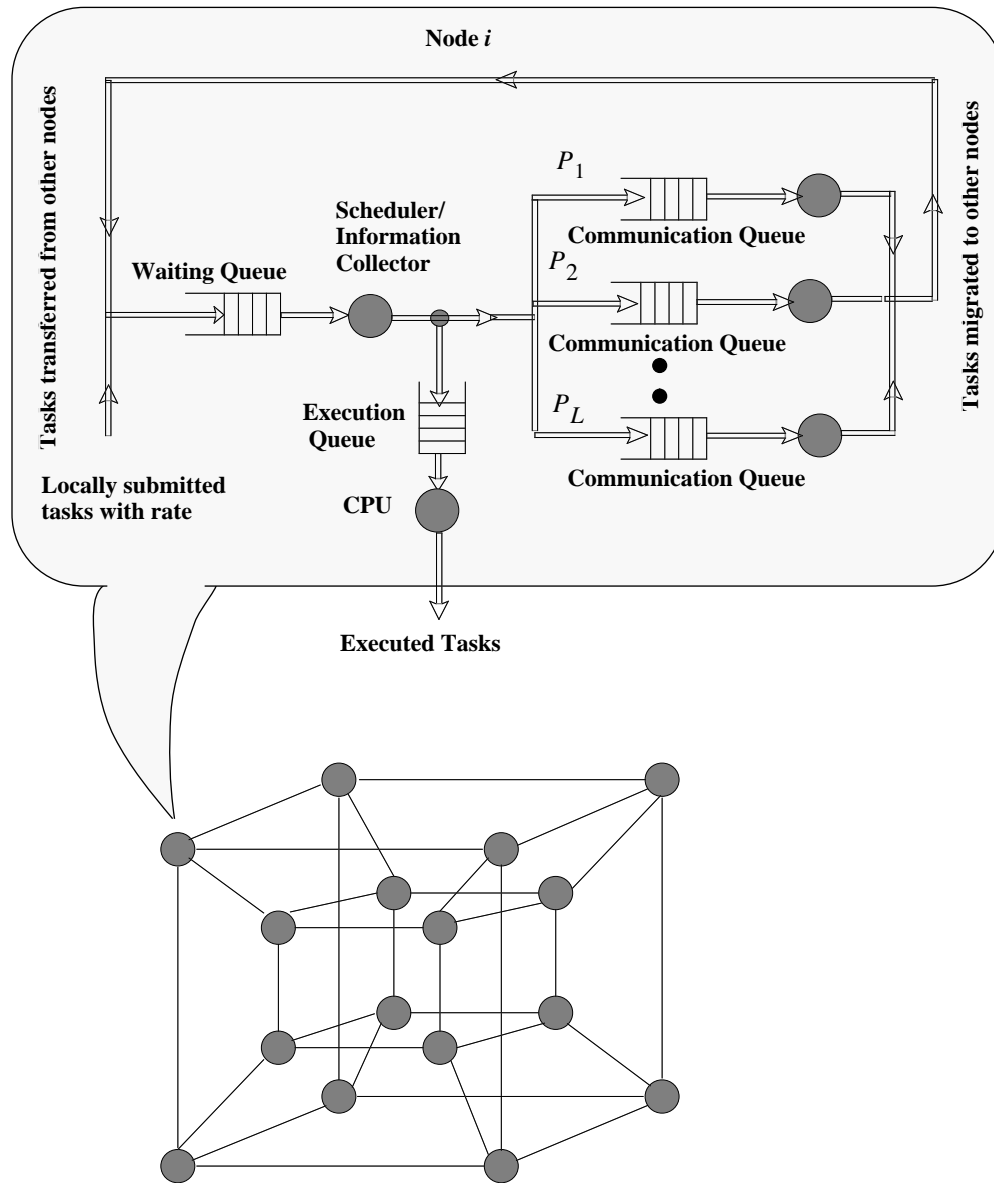 Node i
Tasks transferred from other nodes
Tasks migrated to other nodes
P1
Scheduler/
Information
Collector
Communication Queue
Waiting Queue
P2
Communication Queue
Execution
Queue
PL
Communication Queue
Locally submitted
tasks with rate
CPU
Executed Tasks